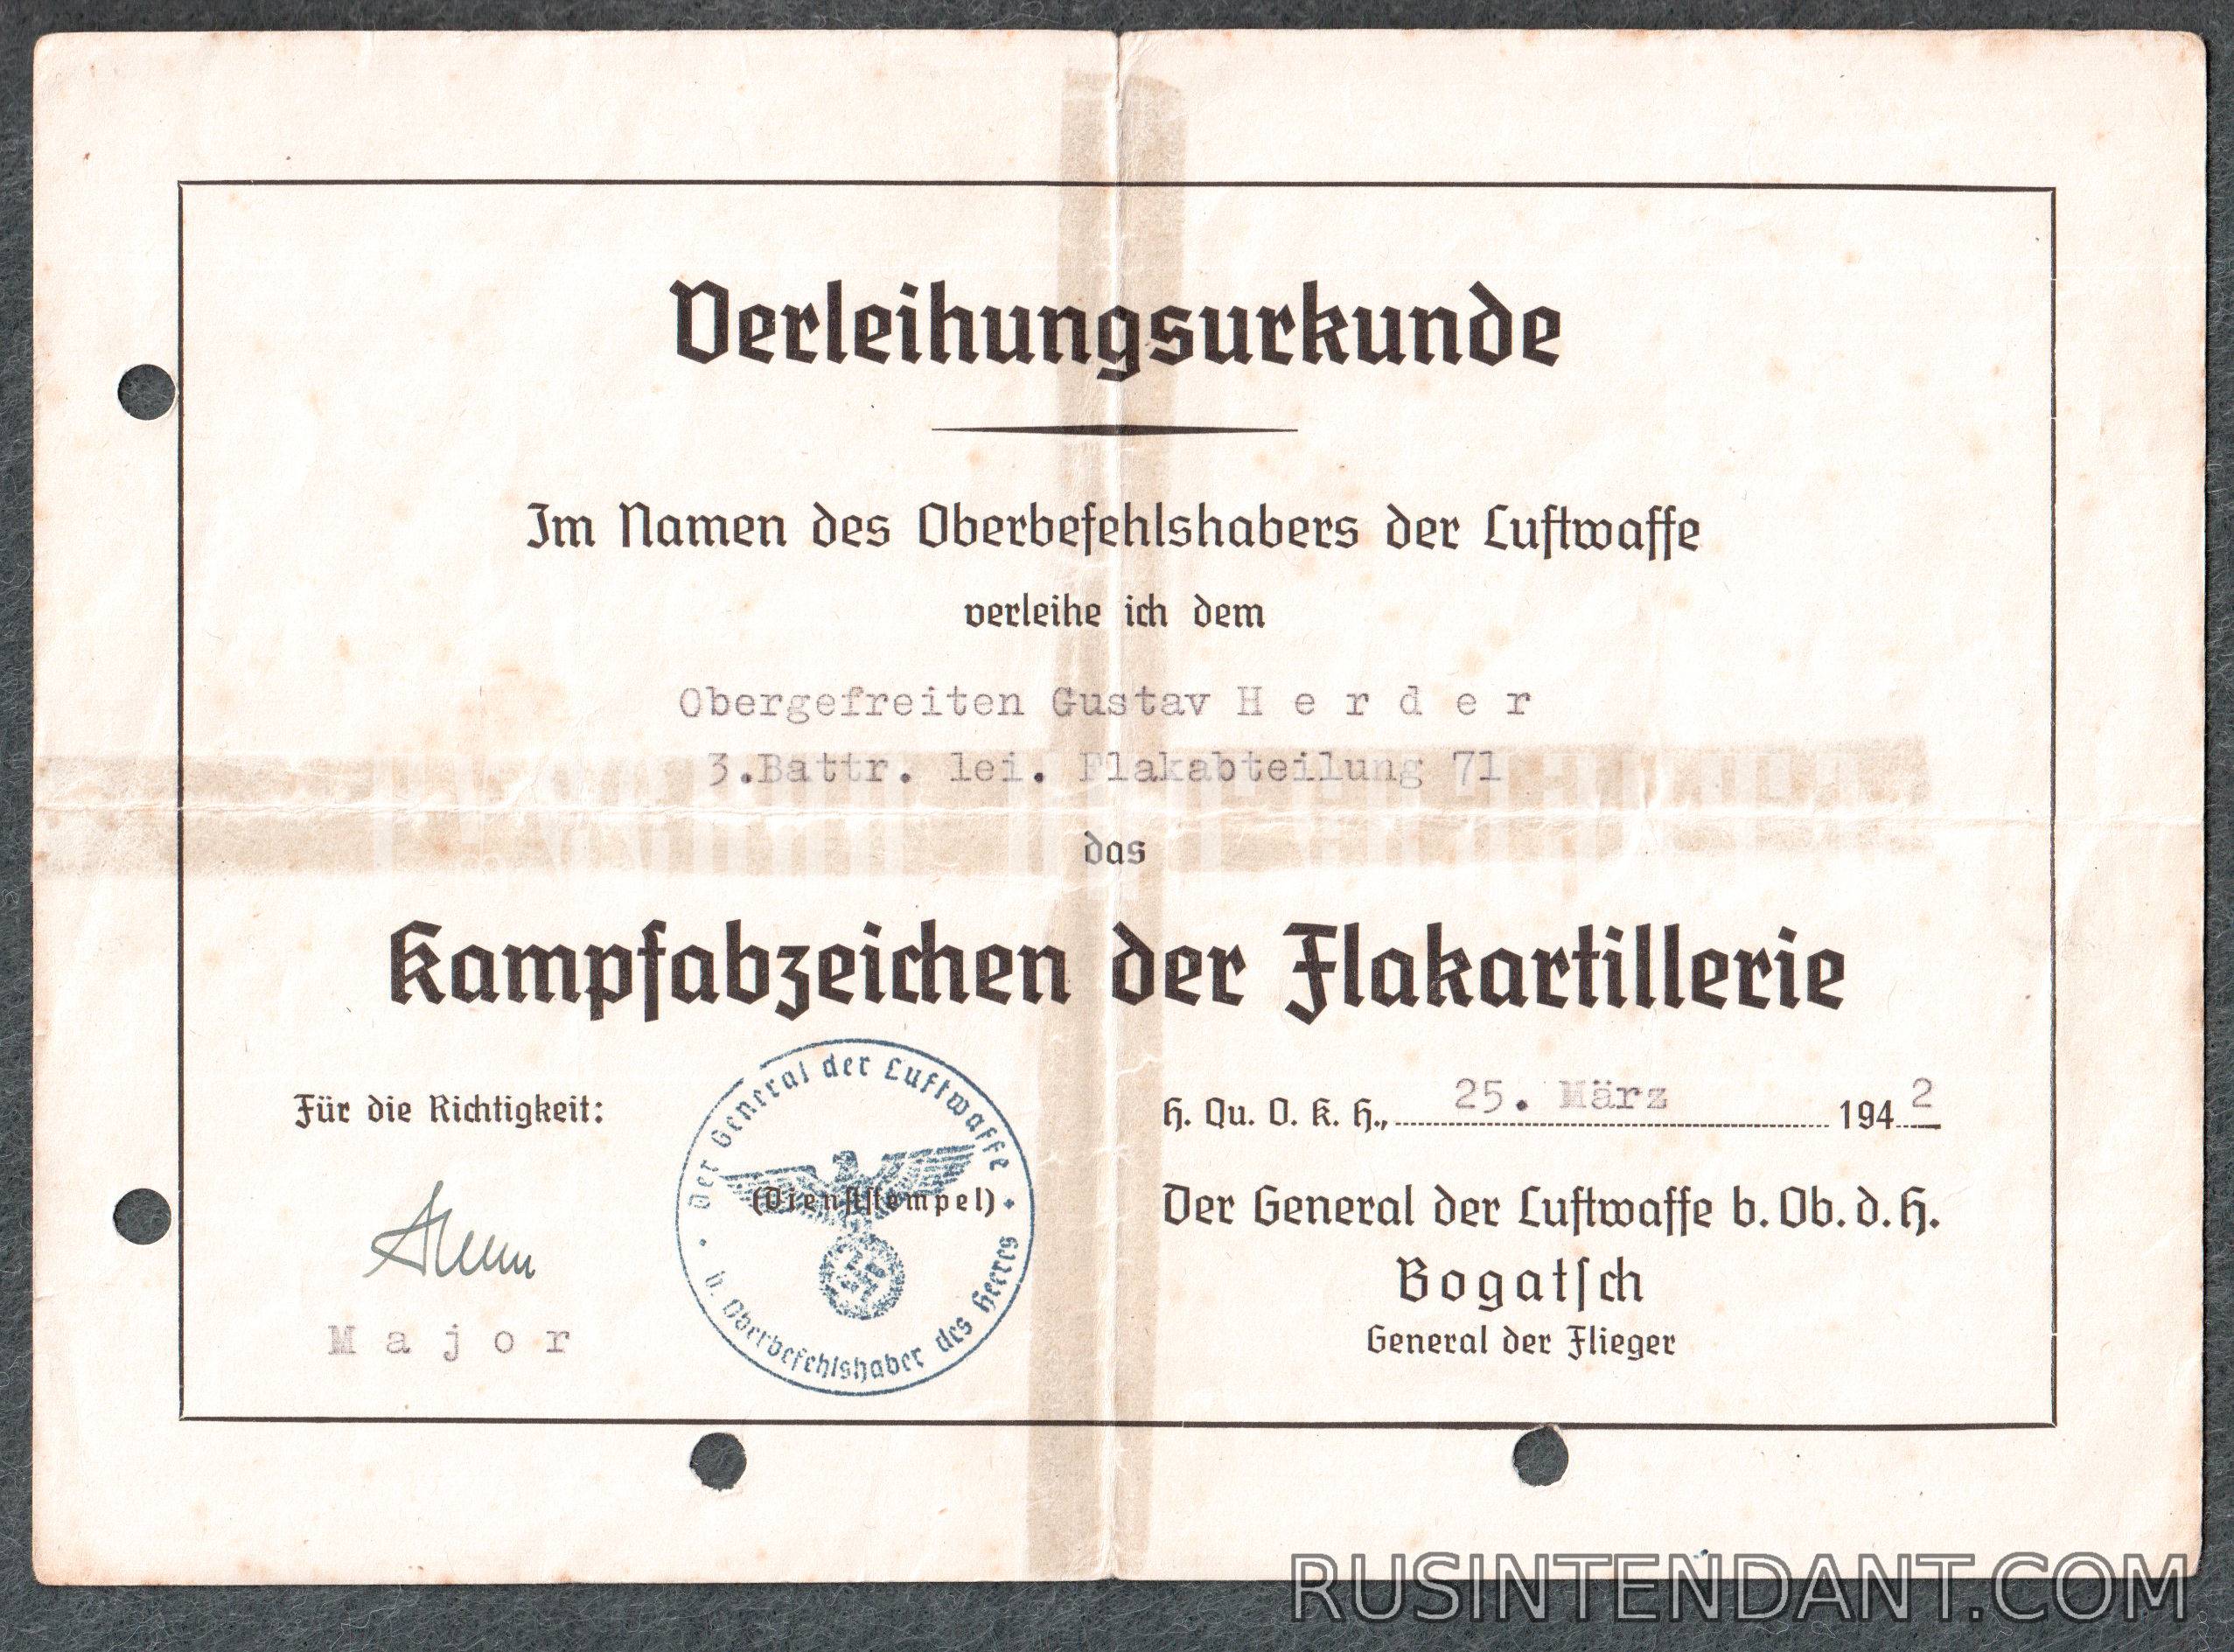 Verleihungsurkunde
Im Namen des Oberbefehlshabers der Luftwaffe
verleihe ich dem
Obergefreiten Gustav H e r d e r
3.Battr. lei. Flakabteilung 71
das
Kampfabzeichen der Flakartillerie
Für die Richtigkeit:
H. Qu. O. K. H., 25. März 1942
Der General der Luftwaffe
(Dienststempel)
b. Oberbefehlshaber des Heeres
M a j o r
Der General der Luftwaffe b. Ob. d. H.
Bogatsch
General der Flieger
RUSINTENDANT.COM